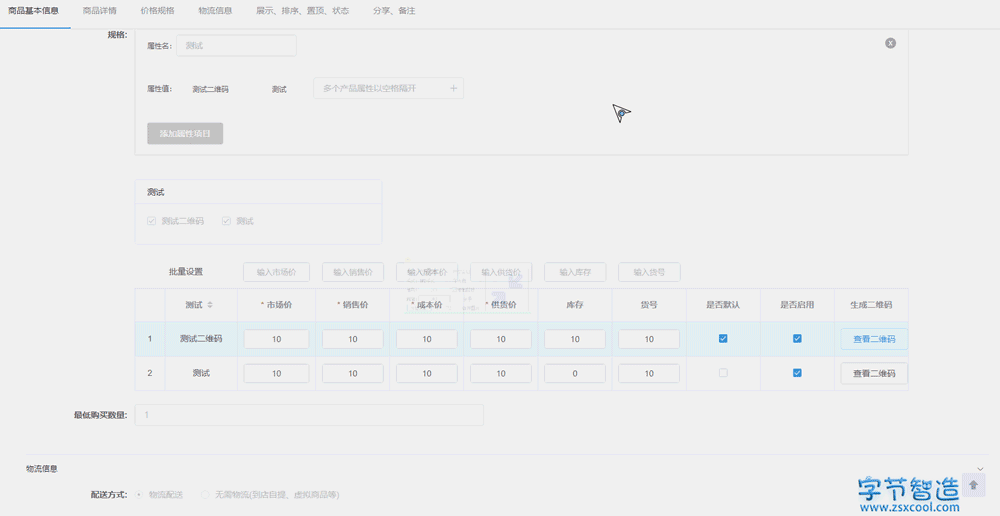 商品基本信息 商品详情 价格规格 物流信息 展示、排序、置顶、状态 分享、备注
规格:
属性名: 测试
属性值: 测试二维码 测试 多个产品属性以空格隔开
添加属性项目
测试
测试二维码 测试
批量设置 输入市场价 输入销售价 输入成本价 输入供货价 输入库存 输入货号
测试 * 市场价 * 销售价 * 成本价 * 供货价 库存 货号 是否默认 是否启用 生成二维码
1 测试二维码 10 10 10 10 10 10 查看二维码
2 测试 10 10 10 10 0 10 查看二维码
最低购买数量: 1
物流信息
配送方式: 物流配送 无需物流(到店自提、虚拟商品等)
字节智造
www.zsxcool.com